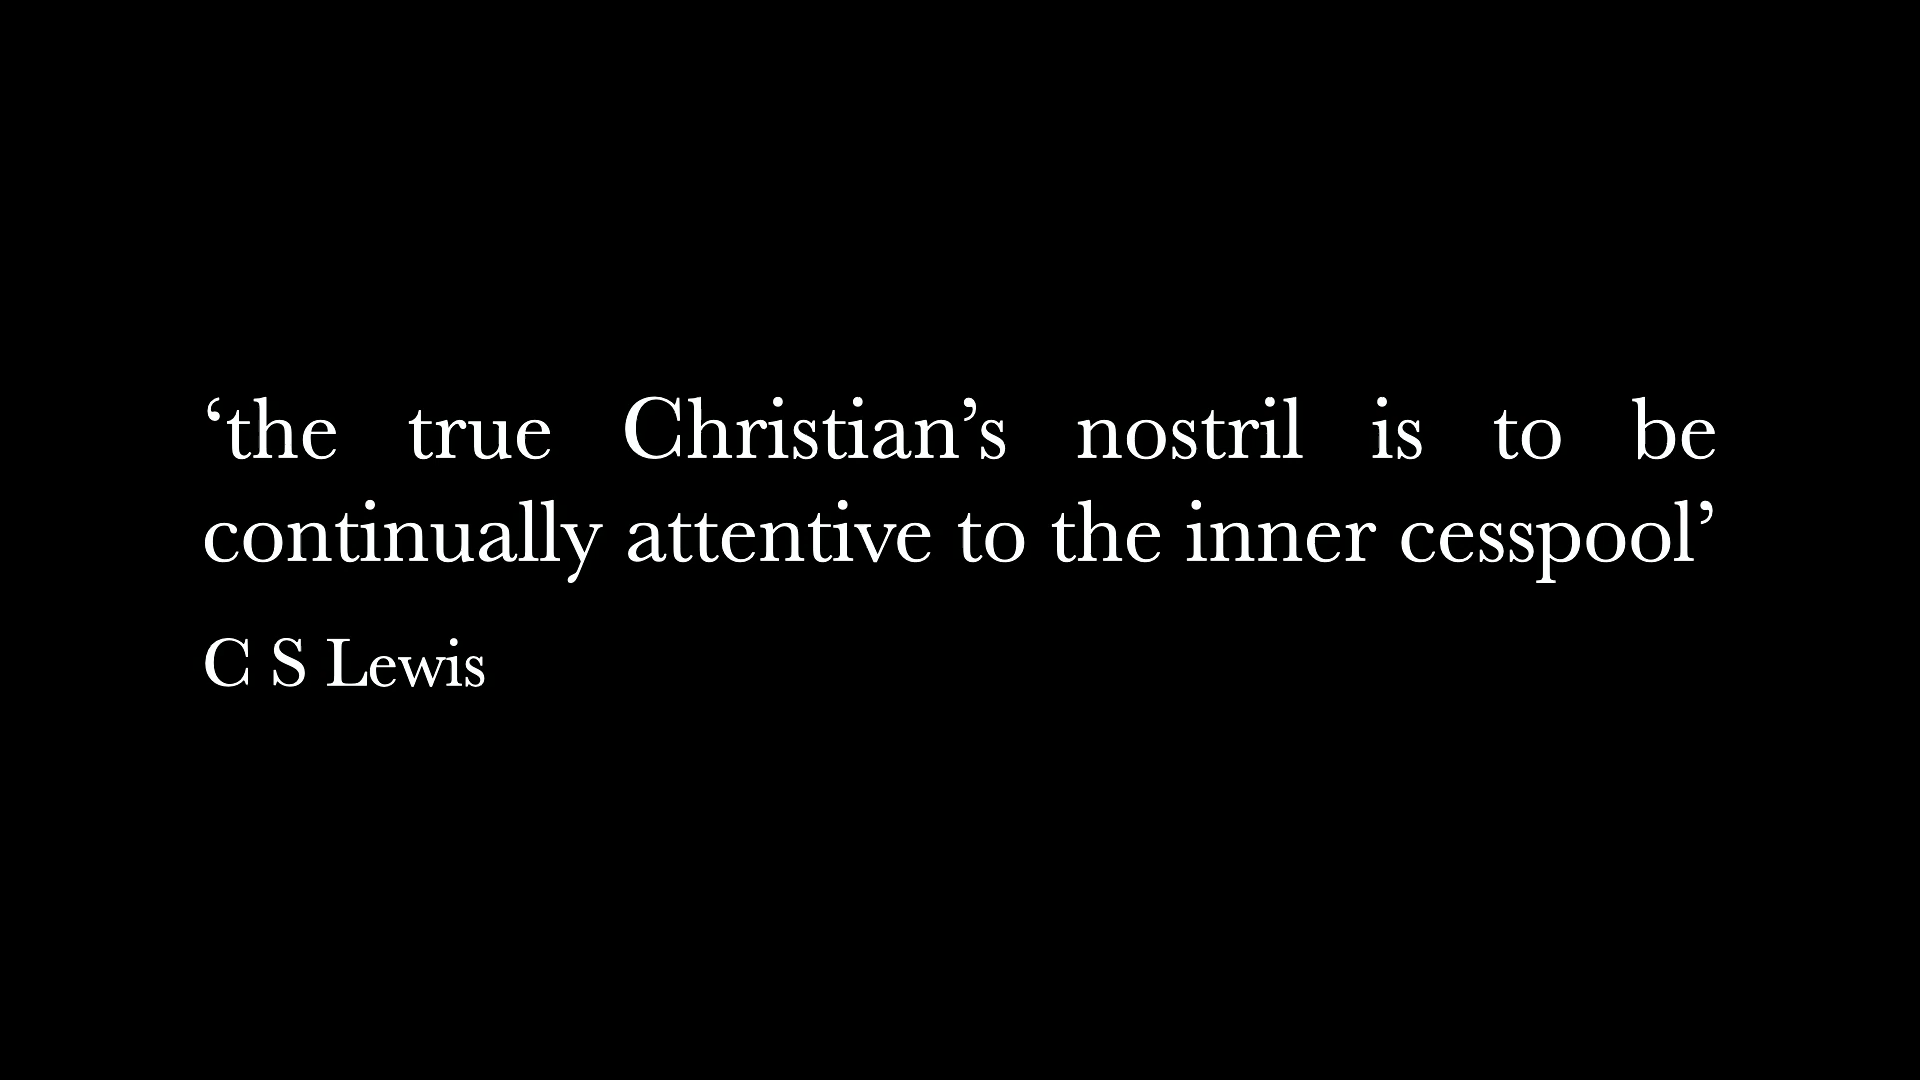 ‘the true Christian’s nostril is to be
continually attentive to the inner cesspool’
C S Lewis